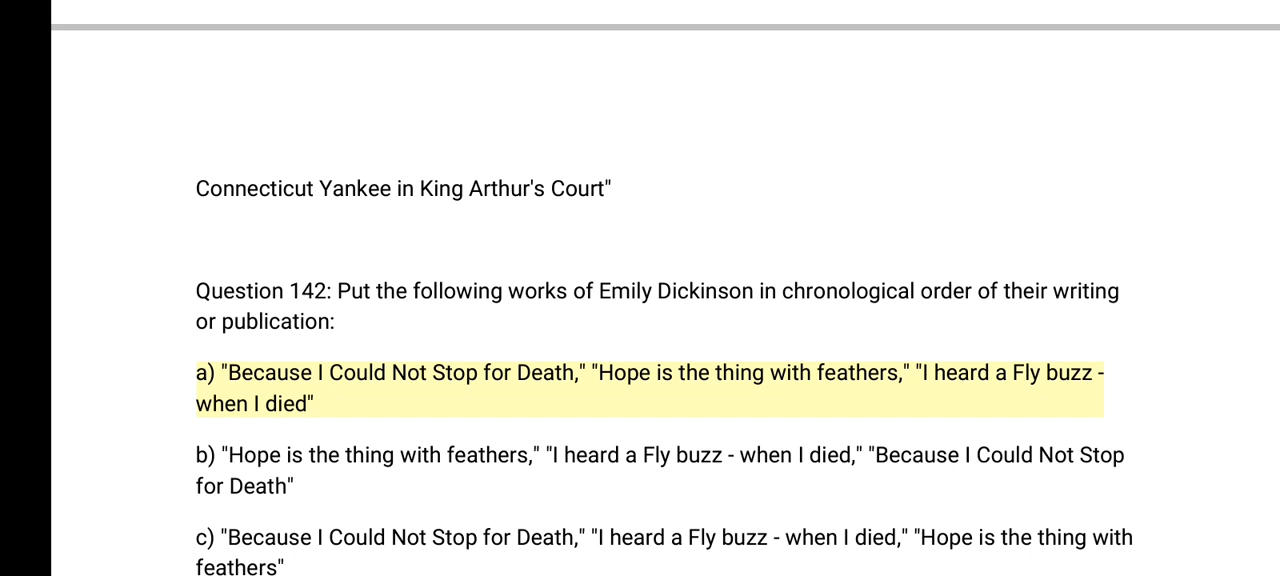 Connecticut Yankee in King Arthur's Court"
Question 142: Put the following works of Emily Dickinson in chronological order of their writing
or publication:
a) "Because I Could Not Stop for Death," "Hope is the thing with feathers," "I heard a Fly buzz -
when I died"
b) "Hope is the thing with feathers," "I heard a Fly buzz - when I died," "Because I Could Not Stop
for Death"
c) "Because I Could Not Stop for Death," "I heard a Fly buzz - when I died," "Hope is the thing with
feathers"